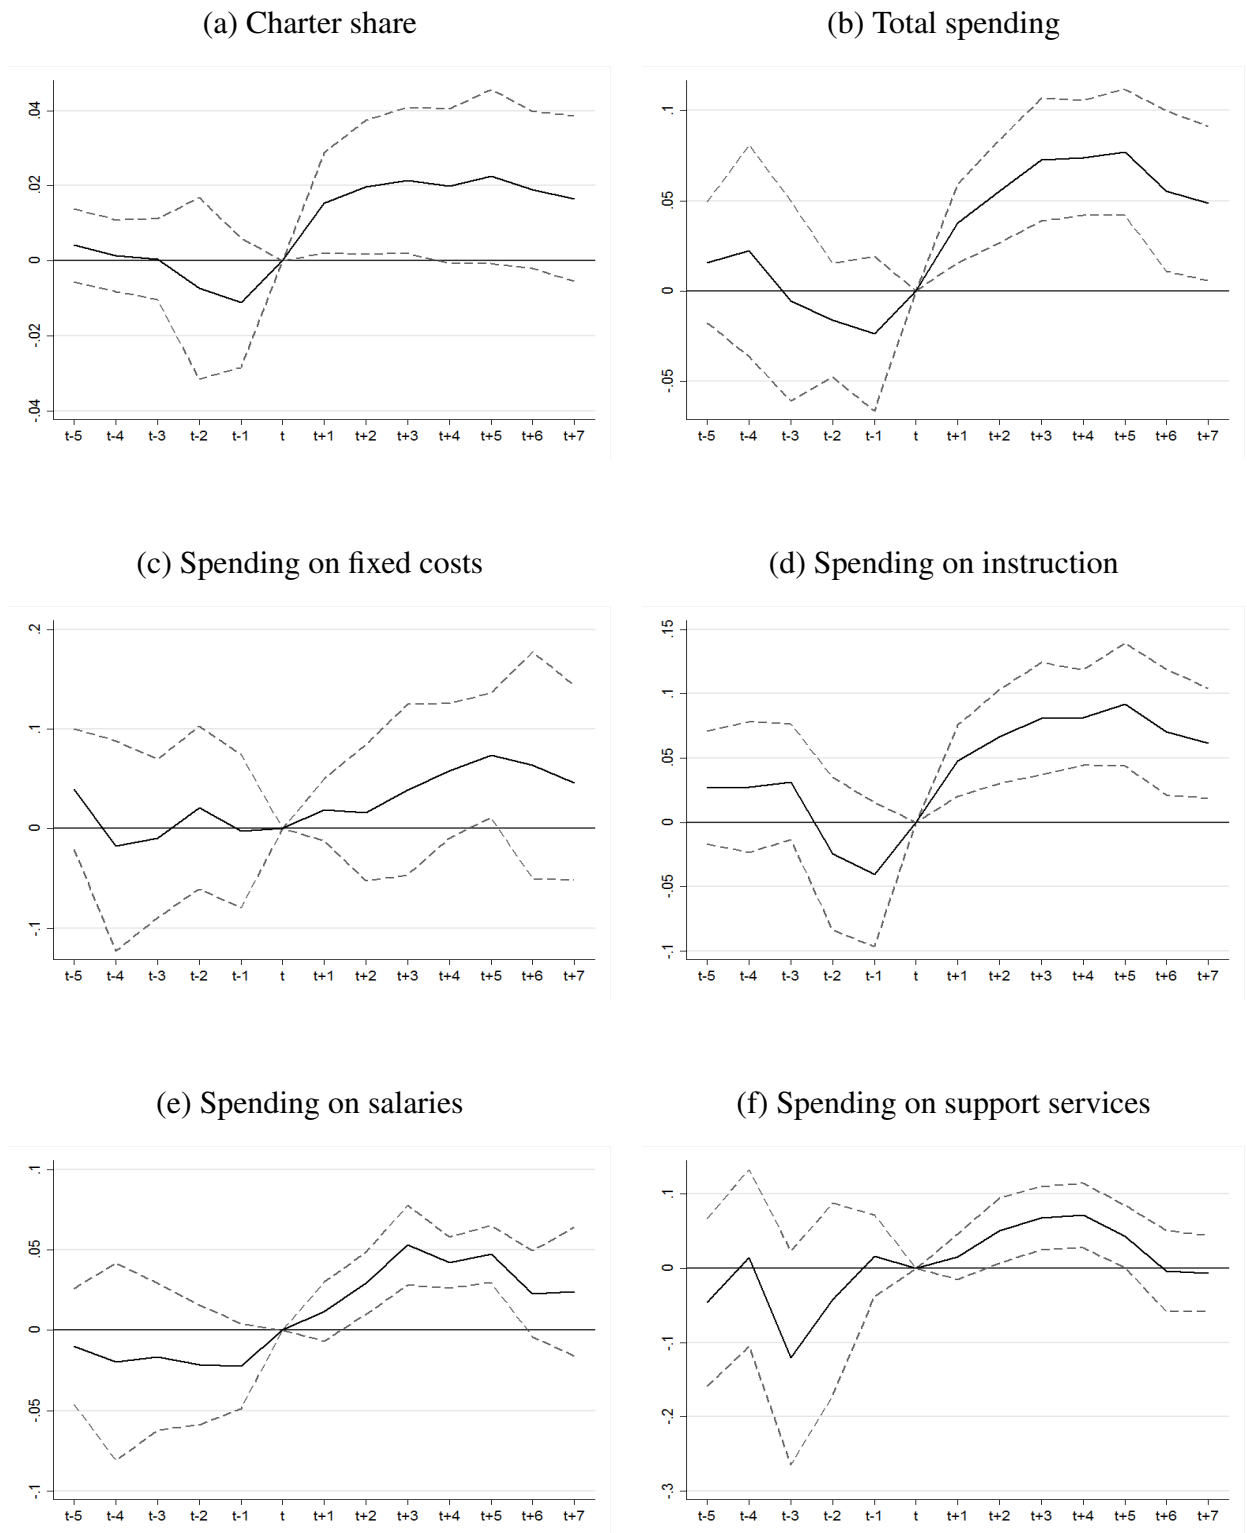 (a) Charter share
.04
.02
0
-.02
-.04
t-5 t-4 t-3 t-2 t-1 t t+1 t+2 t+3 t+4 t+5 t+6 t+7
(b) Total spending
.1
.05
0
-.05
t-5 t-4 t-3 t-2 t-1 t t+1 t+2 t+3 t+4 t+5 t+6 t+7
(c) Spending on fixed costs
.2
.1
0
-.1
t-5 t-4 t-3 t-2 t-1 t t+1 t+2 t+3 t+4 t+5 t+6 t+7
(d) Spending on instruction
.15
.1
.05
0
-.05
-.1
t-5 t-4 t-3 t-2 t-1 t t+1 t+2 t+3 t+4 t+5 t+6 t+7
(e) Spending on salaries
.1
.05
0
-.05
-.1
t-5 t-4 t-3 t-2 t-1 t t+1 t+2 t+3 t+4 t+5 t+6 t+7
(f) Spending on support services
.1
0
-.1
-.2
-.3
t-5 t-4 t-3 t-2 t-1 t t+1 t+2 t+3 t+4 t+5 t+6 t+7